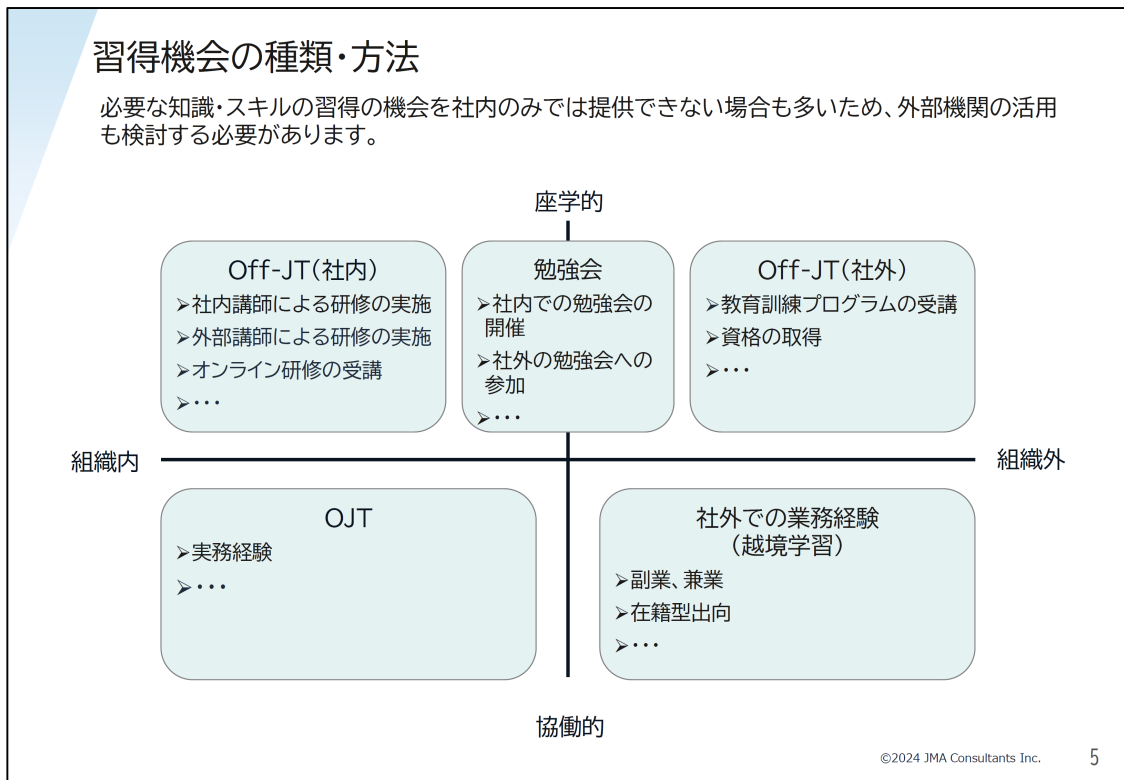 習得機会の種類・方法
必要な知識・スキルの習得の機会を社内のみでは提供できない場合も多いため、外部機関の活用
も検討する必要があります。
座学的
Off-JT(社内)
➢社内講師による研修の実施
➢外部講師による研修の実施
➢オンライン研修の受講
➢・・・
勉強会
➢社内での勉強会の
開催
➢社外の勉強会への
参加
➢・・・
Off-JT(社外)
➢教育訓練プログラムの受講
➢資格の取得
➢・・・
組織内
組織外
OJT
➢実務経験
➢・・・
社外での業務経験
(越境学習)
➢副業、兼業
➢在籍型出向
➢・・・
協働的
©2024 JMA Consultants Inc.
5